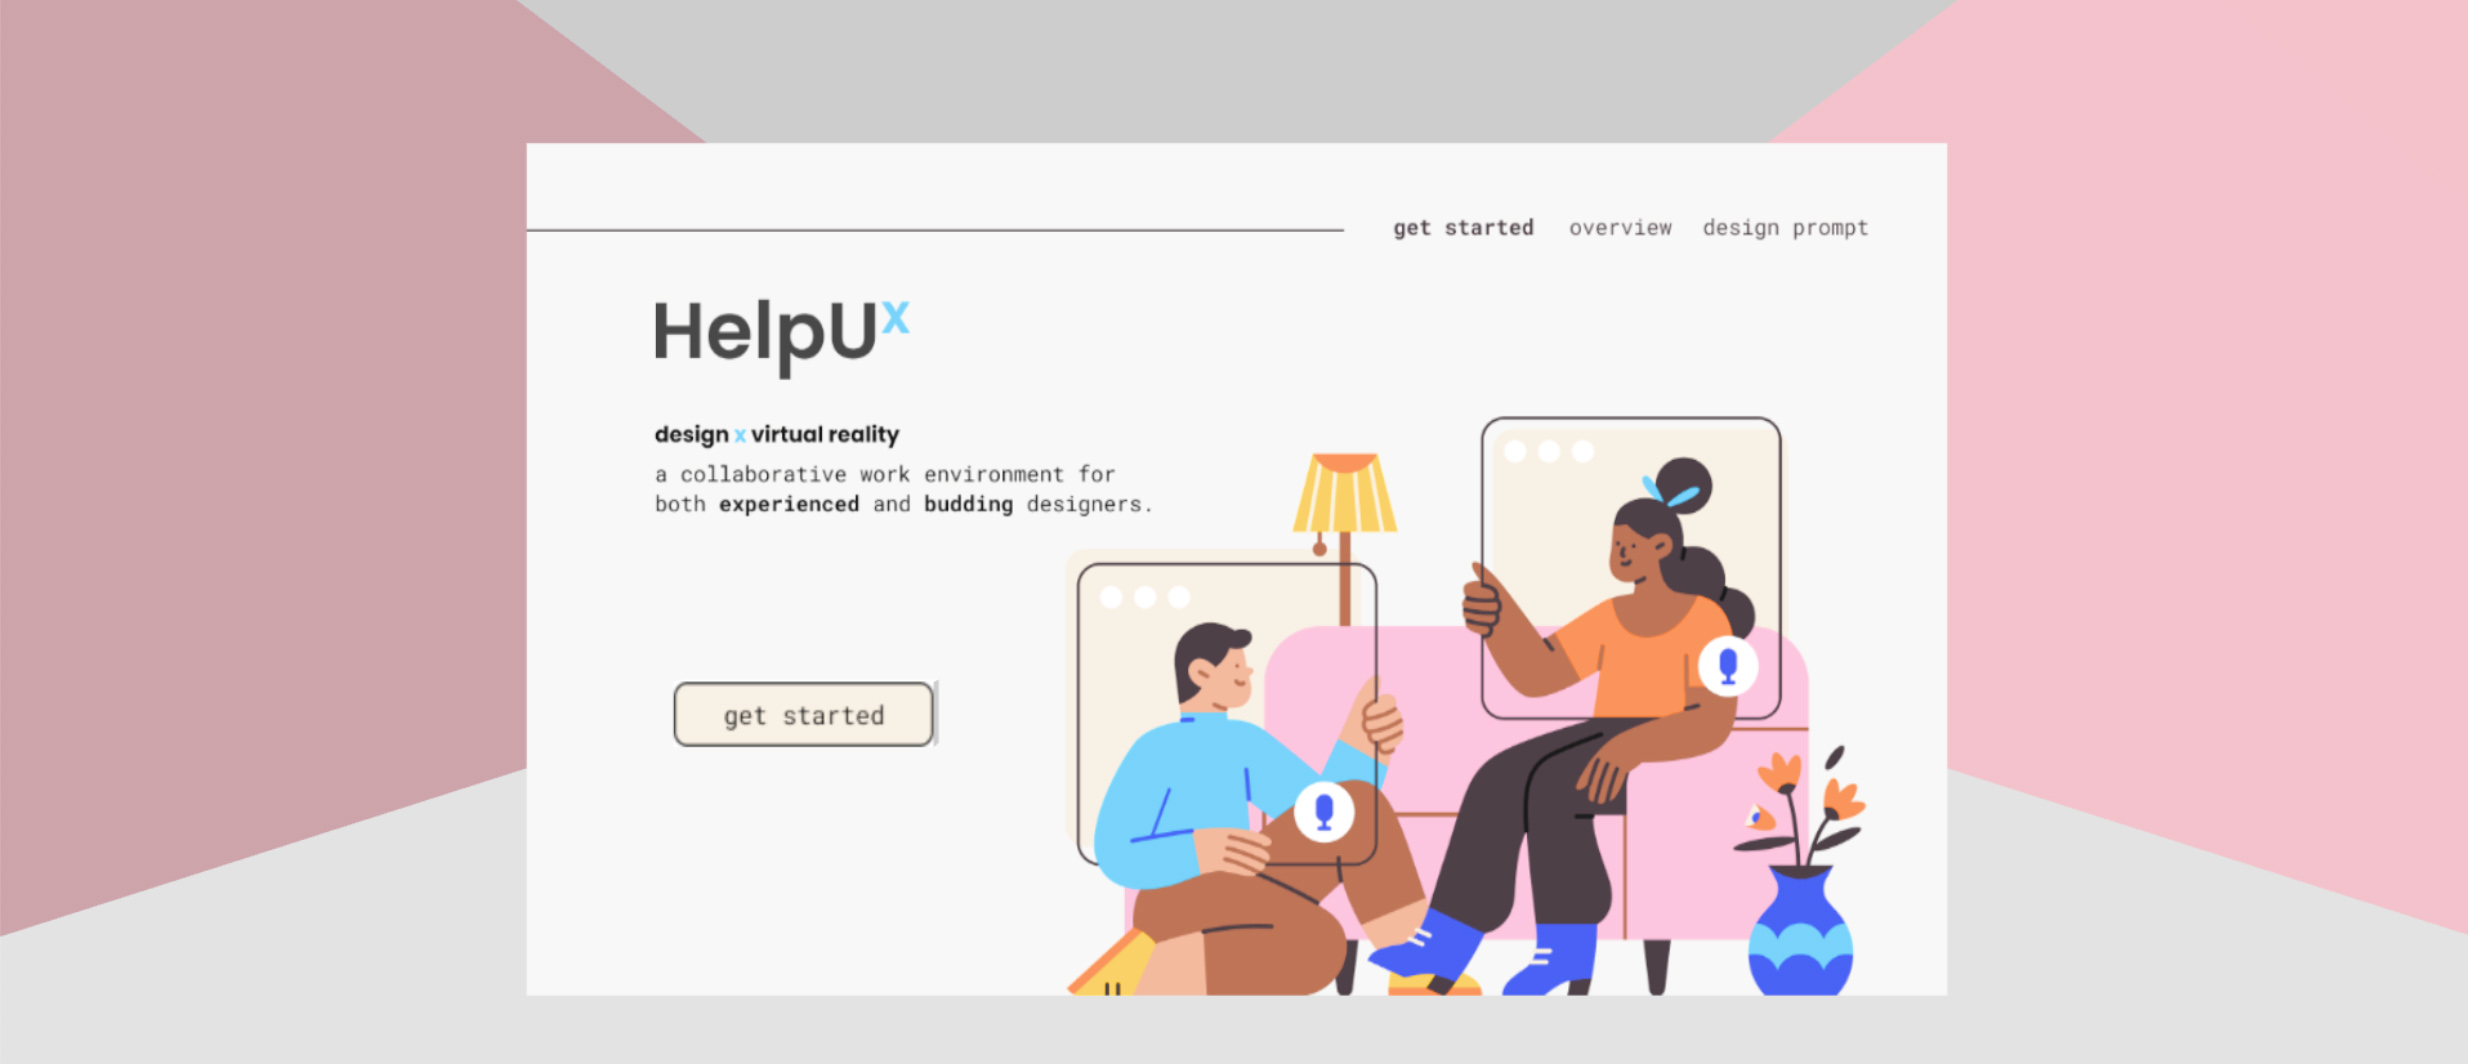 get started overview design prompt
HelpUx
design x virtual reality
a collaborative work environment for
both experienced and budding designers.
get started